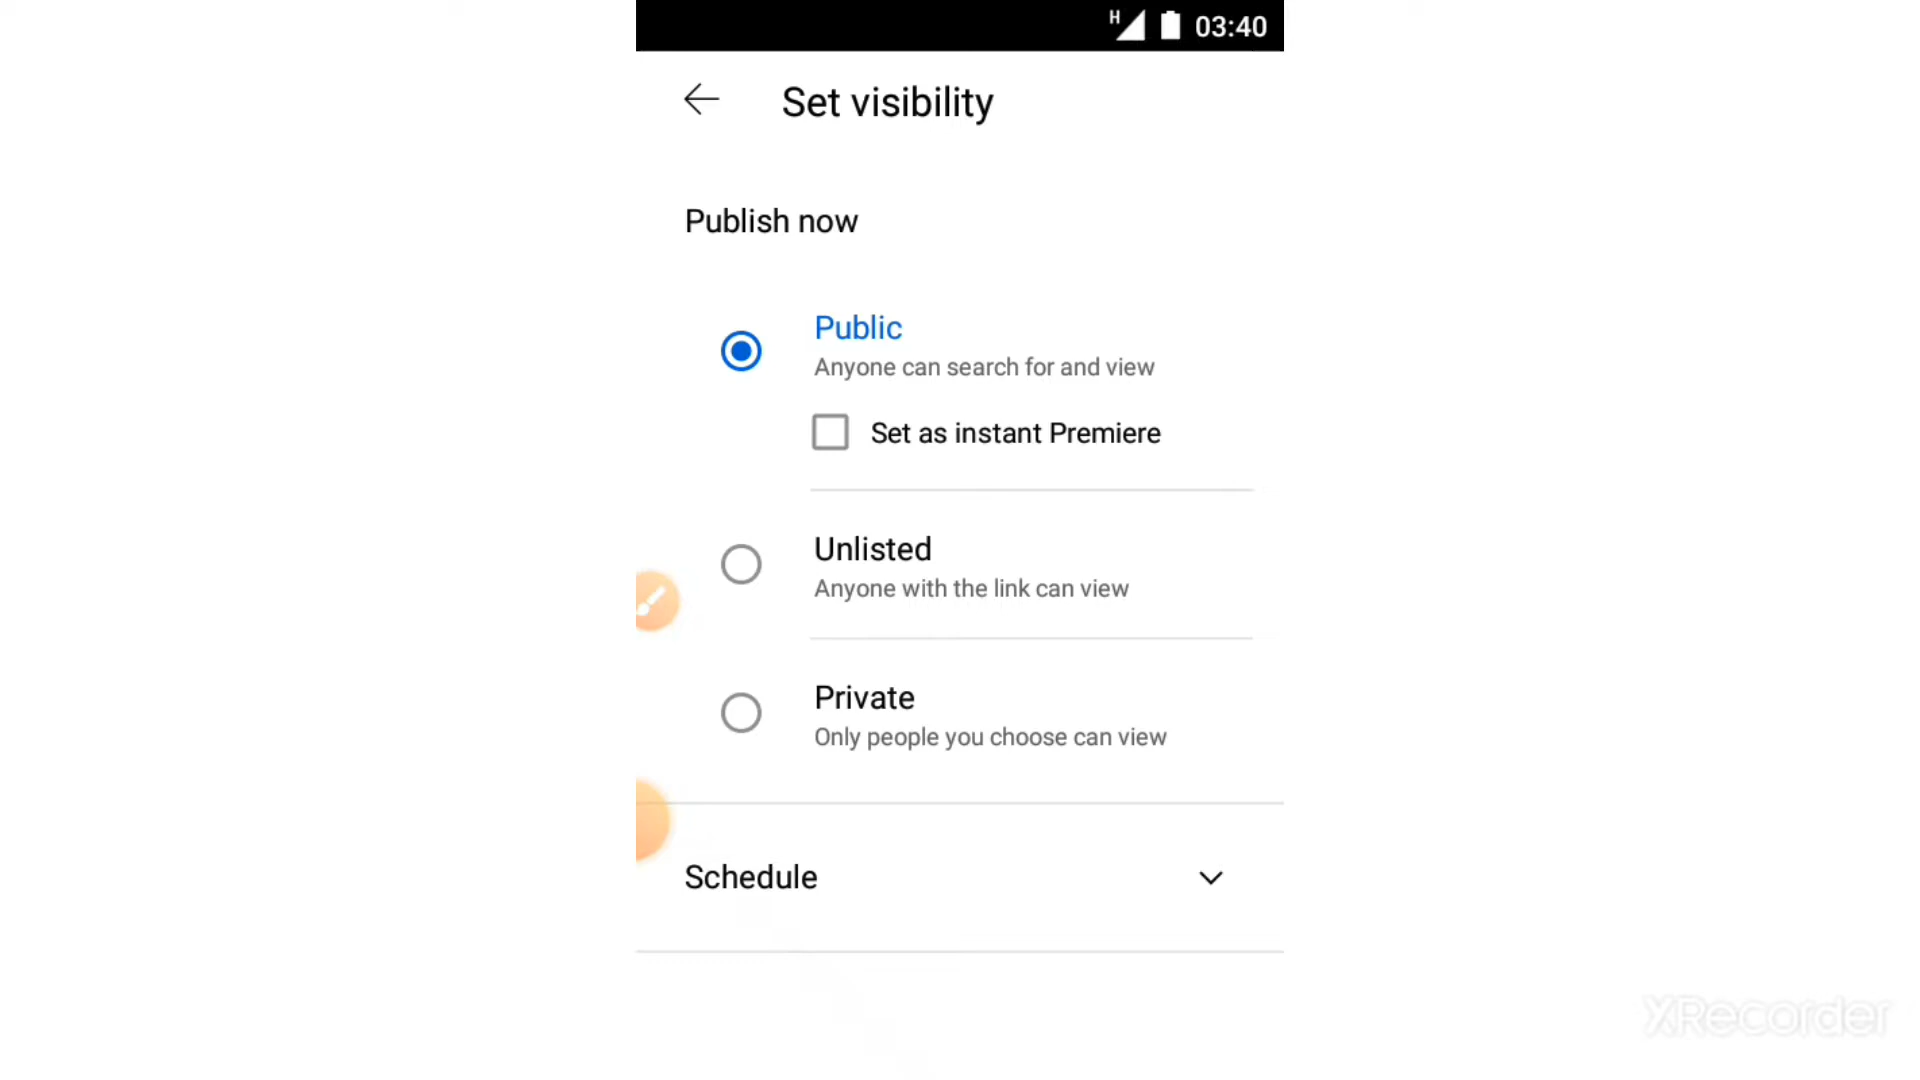 H 03:40
Set visibility
Publish now
Public
Anyone can search for and view
Set as instant Premiere
Unlisted
Anyone with the link can view
Private
Only people you choose can view
Schedule
XRecorder